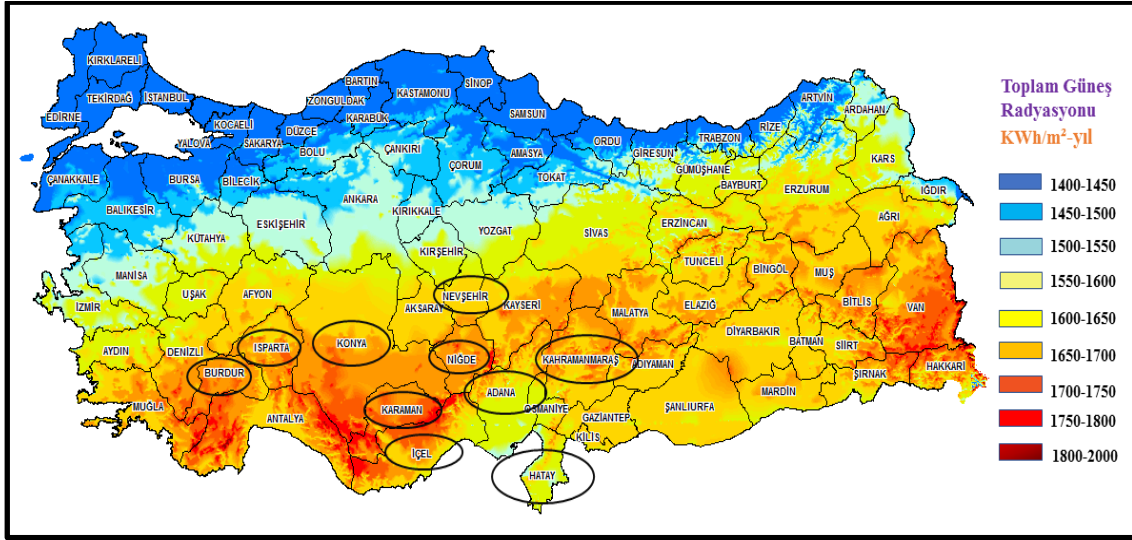 KIRKLARELİ
TEKİRDAĞ
İSTANBUL
EDİRNE
KOCAELİ
YALOVA
SAKARYA
DÜZCE
ZONGULDAK
BARTIN
KARABÜK
KASTAMONU
SİNOP
SAMSUN
BOLU
ÇANKIRI
ÇORUM
AMASYA
TOKAT
ORDU
GİRESUN
TRABZON
RİZE
ARTVİN
ARDAHAN
GÜMÜŞHANE
BAYBURT
ERZURUM
KARS
IĞDIR
AĞRI
ÇANAKKALE
BURSA
BİLECİK
BALIKESİR
KÜTAHYA
ESKİŞEHİR
ANKARA
KIRIKKALE
KIRŞEHİR
YOZGAT
SİVAS
ERZİNCAN
TUNCELİ
BİNGÖL
MUŞ
MANİSA
İZMİR
UŞAK
AFYON
AKSARAY
NEVŞEHİR
KAYSERİ
MALATYA
ELAZIĞ
BİTLİS
VAN
AYDIN
DENİZLİ
ISPARTA
BURDUR
KONYA
NİĞDE
KAHRAMANMARAŞ
ADIYAMAN
DİYARBAKIR
BATMAN
SİİRT
ŞIRNAK
HAKKARİ
MARDİN
MUĞLA
ANTALYA
KARAMAN
İÇEL
ADANA
OSMANİYE
GAZİANTEP
KİLİS
ŞANLIURFA
HATAY
Toplam Güneş
Radyasyonu
KWh/m²-yıl
1400-1450
1450-1500
1500-1550
1550-1600
1600-1650
1650-1700
1700-1750
1750-1800
1800-2000